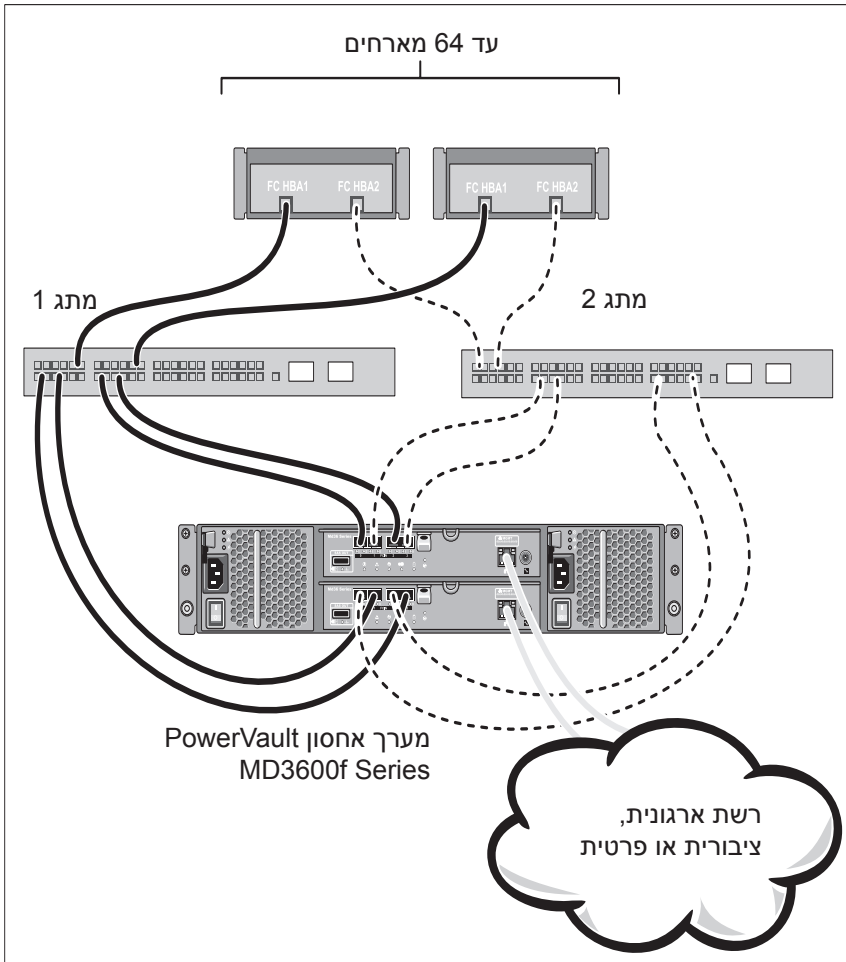 עד 64 מארחים
FC HBA1 FC HBA2
FC HBA1 FC HBA2
מתג 1
מתג 2
מערך אחסון PowerVault
MD3600f Series
רשת ארגונית,
ציבורית או פרטית